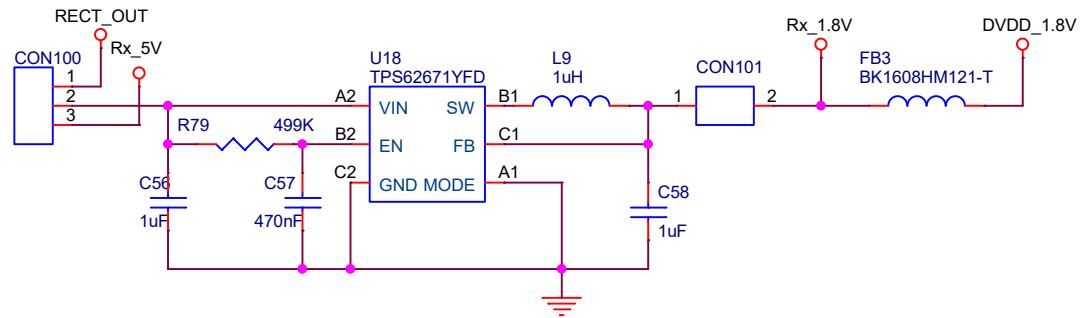 RECT_OUT
Rx_5V
CON100
1
2
3
R79
499K
C56
1uF
C57
470nF
U18
TPS62671YFD
A2
B2
C2
VIN
EN
GND
SW
FB
MODE
B1
C1
A1
L9
1uH
C58
1uF
CON101
1
2
Rx_1.8V
FB3
BK1608HM121-T
DVDD_1.8V